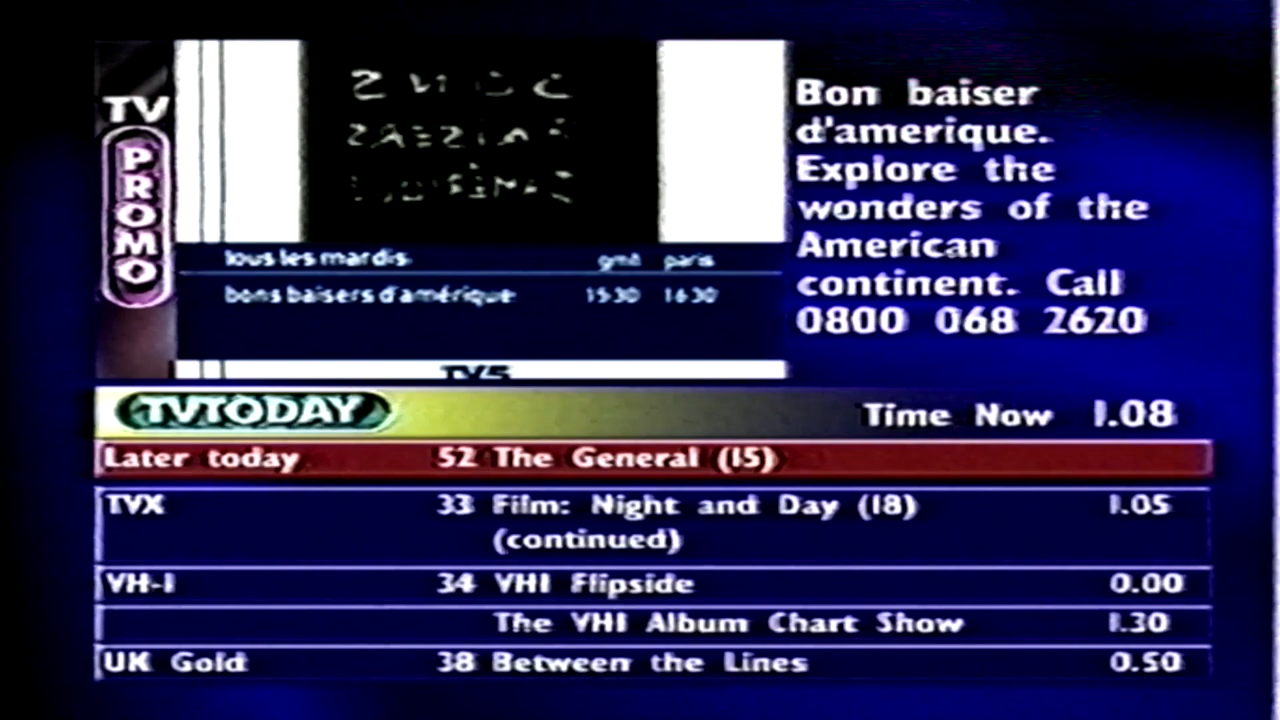 TV
PROMO
tous les mardis gmt paris
bons baisers d'amérique 15·30 16·30
TV5
Bon baiser
d'amerique.
Explore the
wonders of the
American
continent. Call
0800 068 2620
TVTODAY Time Now 1.08
Later today 52 The General (15)
TVX 33 Film: Night and Day (18) 1.05
(continued)
VH-1 34 VH1 Flipside 0.00
The VH1 Album Chart Show 1.30
UK Gold 38 Between the Lines 0.50